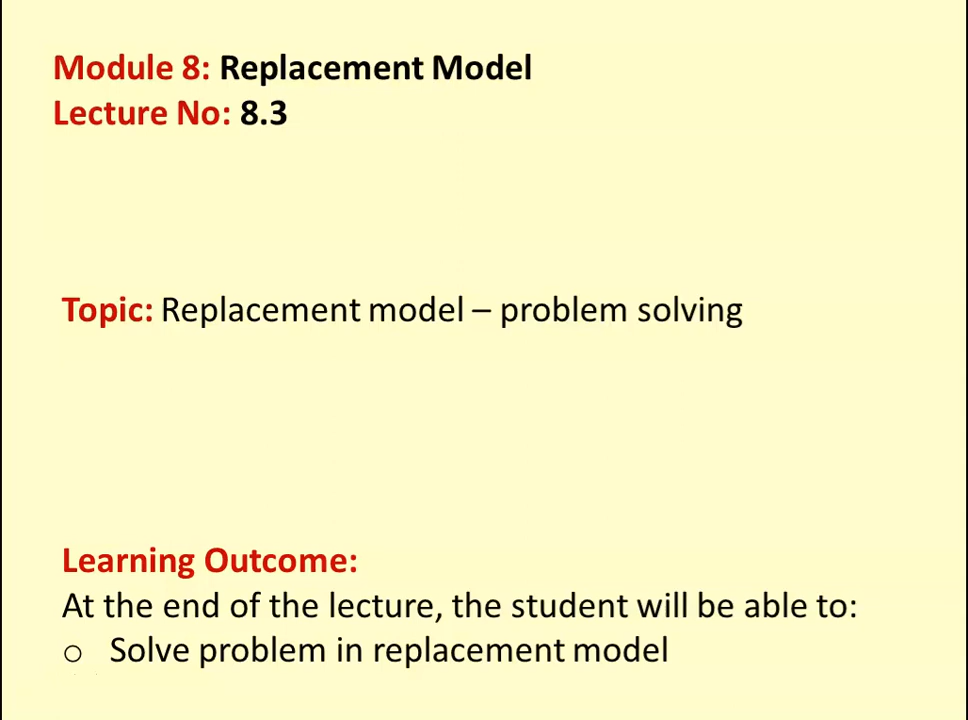 Module 8: Replacement Model
Lecture No: 8.3
Topic: Replacement model – problem solving
Learning Outcome:
At the end of the lecture, the student will be able to:
o Solve problem in replacement model